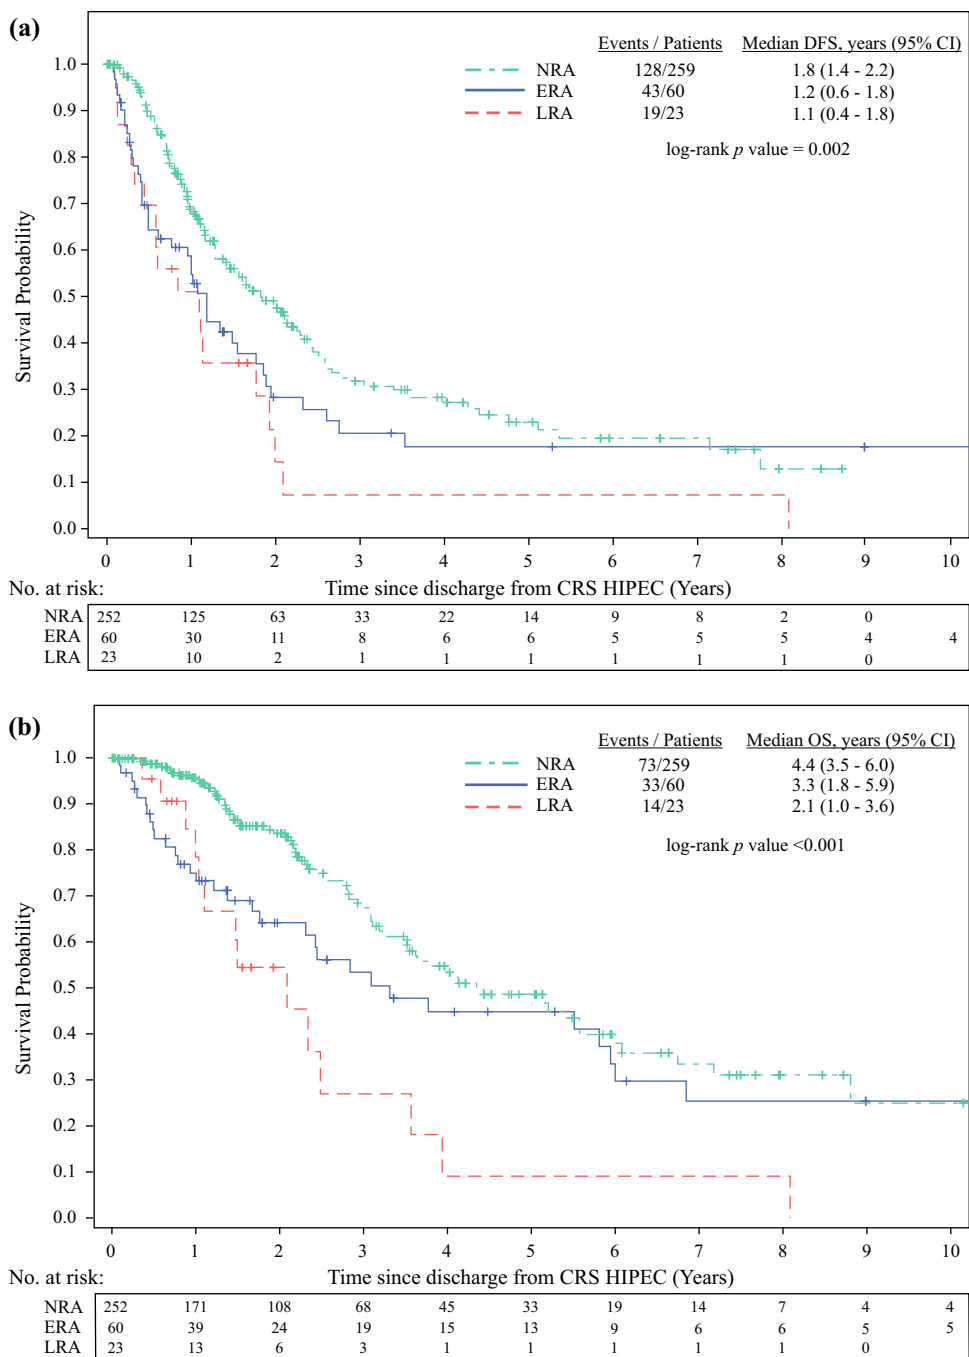 (a)
Events / Patients Median DFS, years (95% CI)
NRA 128/259 1.8 (1.4 - 2.2)
ERA 43/60 1.2 (0.6 - 1.8)
LRA 19/23 1.1 (0.4 - 1.8)
log-rank p value = 0.002
Survival Probability
1.0
0.9
0.8
0.7
0.6
0.5
0.4
0.3
0.2
0.1
0.0
0 1 2 3 4 5 6 7 8 9 10
No. at risk: Time since discharge from CRS HIPEC (Years)
NRA 252 125 63 33 22 14 9 8 2 0
ERA 60 30 11 8 6 6 5 5 5 4 4
LRA 23 10 2 1 1 1 1 1 1 0
(b)
Events / Patients Median OS, years (95% CI)
NRA 73/259 4.4 (3.5 - 6.0)
ERA 33/60 3.3 (1.8 - 5.9)
LRA 14/23 2.1 (1.0 - 3.6)
log-rank p value <0.001
Survival Probability
1.0
0.9
0.8
0.7
0.6
0.5
0.4
0.3
0.2
0.1
0.0
0 1 2 3 4 5 6 7 8 9 10
No. at risk: Time since discharge from CRS HIPEC (Years)
NRA 252 171 108 68 45 33 19 14 7 4 4
ERA 60 39 24 19 15 13 9 6 6 5 5
LRA 23 13 6 3 1 1 1 1 1 0